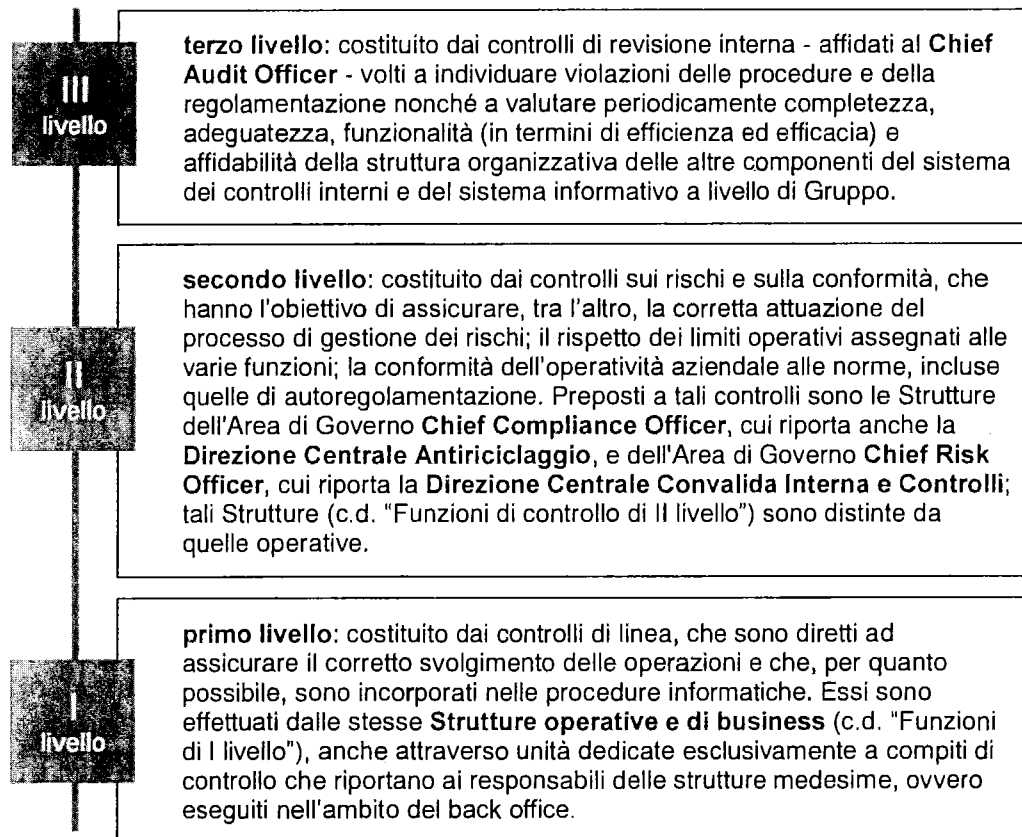 III
livello
terzo livello: costituito dai controlli di revisione interna - affidati al Chief
Audit Officer - volti a individuare violazioni delle procedure e della
regolamentazione nonché a valutare periodicamente completezza,
adeguatezza, funzionalità (in termini di efficienza ed efficacia) e
affidabilità della struttura organizzativa delle altre componenti del sistema
dei controlli interni e del sistema informativo a livello di Gruppo.
II
livello
secondo livello: costituito dai controlli sui rischi e sulla conformità, che
hanno l'obiettivo di assicurare, tra l'altro, la corretta attuazione del
processo di gestione dei rischi; il rispetto dei limiti operativi assegnati alle
varie funzioni; la conformità dell'operatività aziendale alle norme, incluse
quelle di autoregolamentazione. Preposti a tali controlli sono le Strutture
dell'Area di Governo Chief Compliance Officer, cui riporta anche la
Direzione Centrale Antiriciclaggio, e dell'Area di Governo Chief Risk
Officer, cui riporta la Direzione Centrale Convalida Interna e Controlli;
tali Strutture (c.d. "Funzioni di controllo di II livello") sono distinte da
quelle operative.
I
livello
primo livello: costituito dai controlli di linea, che sono diretti ad
assicurare il corretto svolgimento delle operazioni e che, per quanto
possibile, sono incorporati nelle procedure informatiche. Essi sono
effettuati dalle stesse Strutture operative e di business (c.d. "Funzioni
di I livello"), anche attraverso unità dedicate esclusivamente a compiti di
controllo che riportano ai responsabili delle strutture medesime, ovvero
eseguiti nell'ambito del back office.